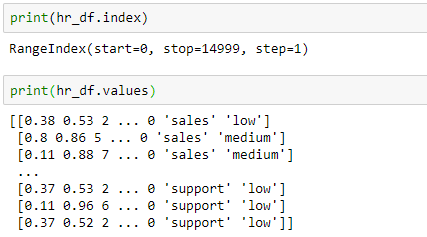 print(hr_df.index)
RangeIndex(start=0, stop=14999, step=1)
print(hr_df.values)
[[0.38 0.53 2 ... 0 'sales' 'low']
 [0.8 0.86 5 ... 0 'sales' 'medium']
 [0.11 0.88 7 ... 0 'sales' 'medium']
 ...
 [0.37 0.53 2 ... 0 'support' 'low']
 [0.11 0.96 6 ... 0 'support' 'low']
 [0.37 0.52 2 ... 0 'support' 'low']]